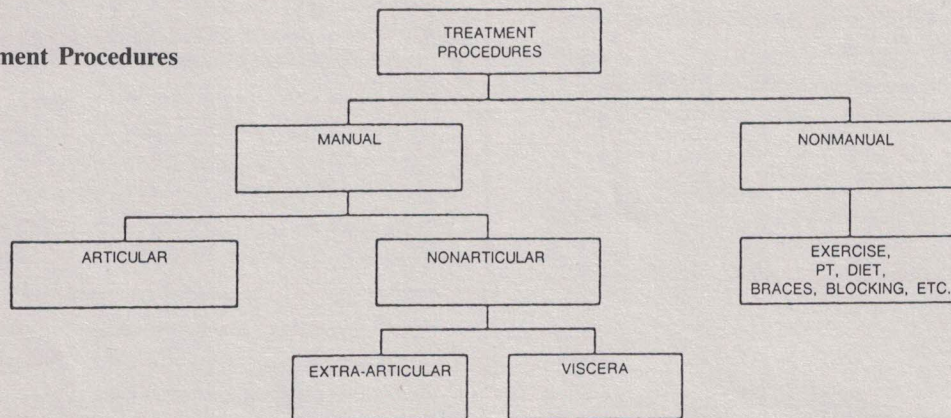 TREATMENT
PROCEDURES
ment Procedures
MANUAL
NONMANUAL
ARTICULAR
NONARTICULAR
EXERCISE,
PT, DIET,
BRACES, BLOCKING, ETC.
EXTRA-ARTICULAR
VISCERA